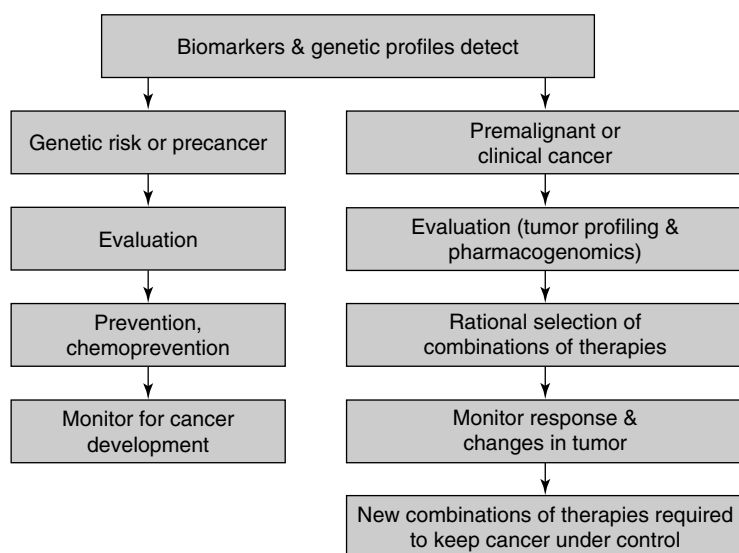 Biomarkers & genetic profiles detect
Genetic risk or precancer
Evaluation
Prevention,
chemoprevention
Monitor for cancer
development
Premalignant or
clinical cancer
Evaluation (tumor profiling &
pharmacogenomics)
Rational selection of
combinations of therapies
Monitor response &
changes in tumor
New combinations of therapies required
to keep cancer under control